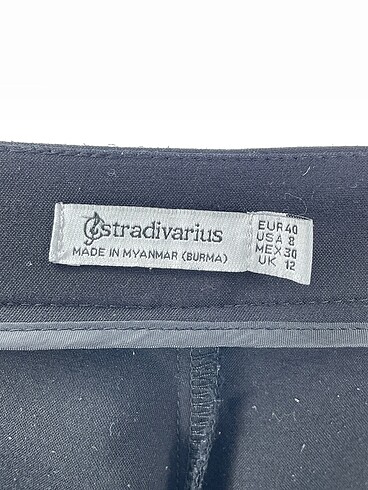 stradivarius
MADE IN MYANMAR (BURMA)
EUR 40
USA 8
MEX 30
UK 12